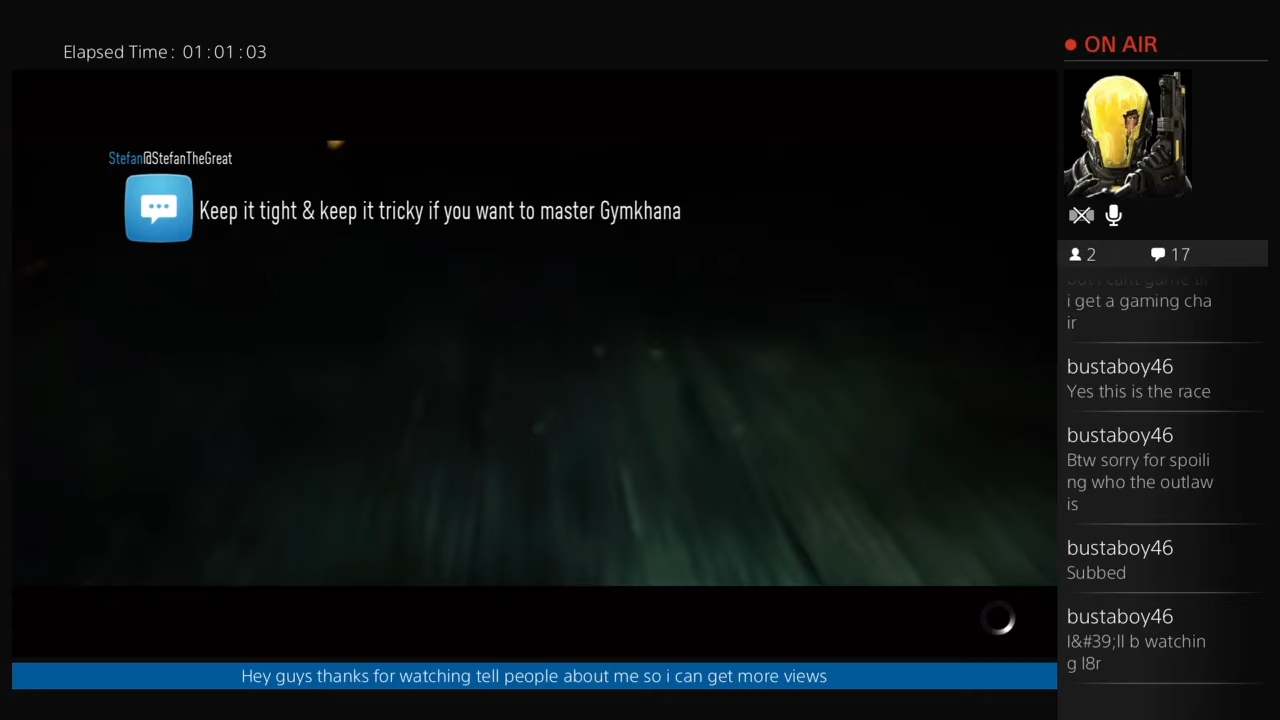 Elapsed Time: 01:01:03
ON AIR
Stefan@StefanTheGreat
Keep it tight & keep it tricky if you want to master Gymkhana
2 17
i get a gaming cha
ir
bustaboy46
Yes this is the race
bustaboy46
Btw sorry for spoili
ng who the outlaw
is
bustaboy46
Subbed
bustaboy46
I&#39;ll b watchin
g l8r
Hey guys thanks for watching tell people about me so i can get more views